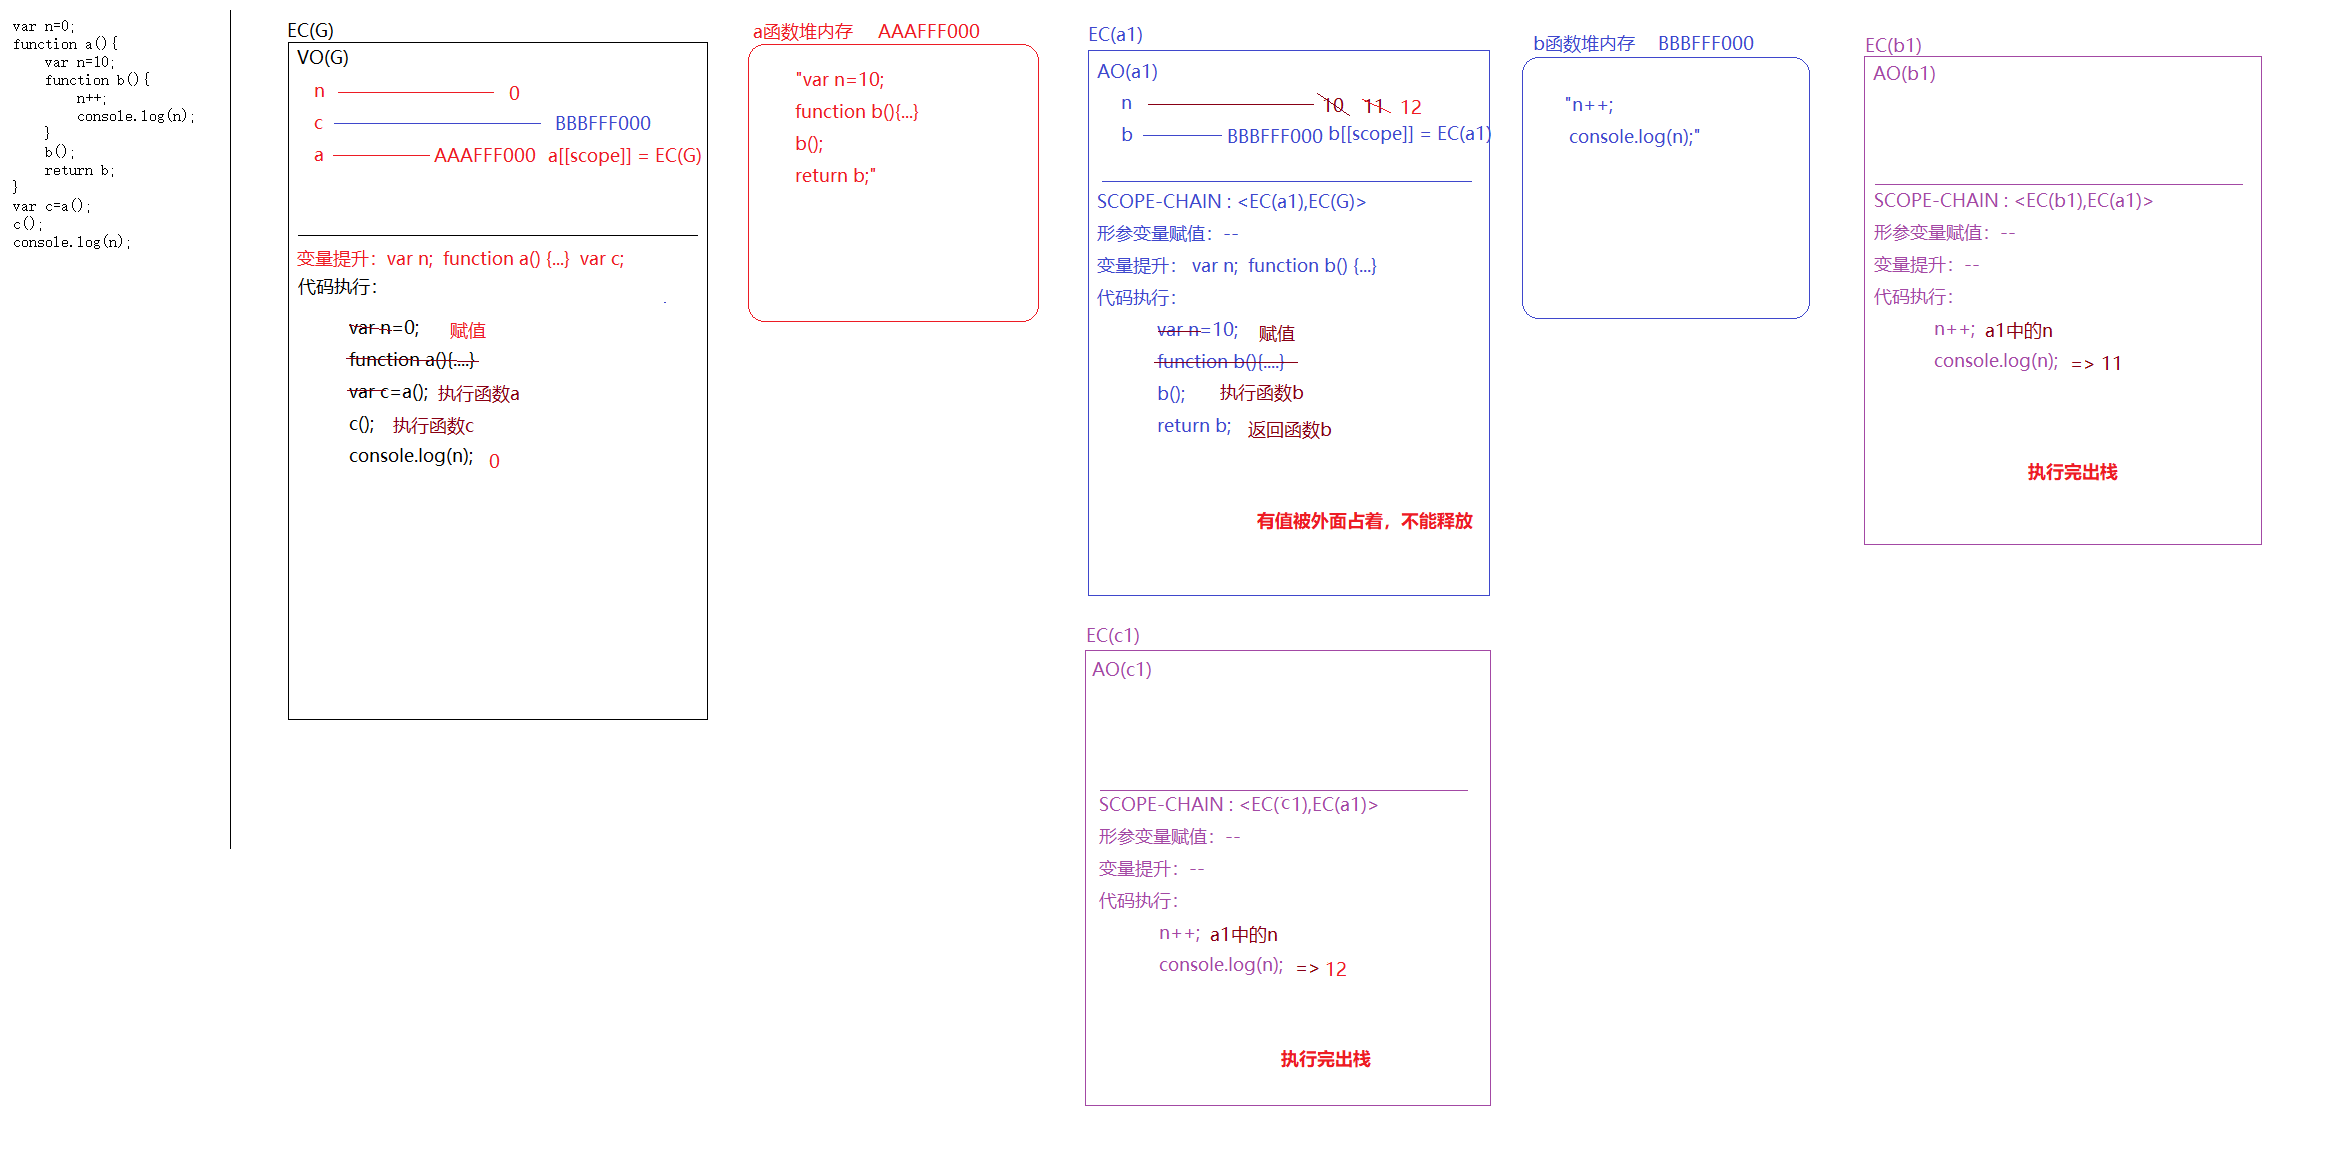 var n=0;
function a(){
    var n=10;
    function b(){
        n++;
        console.log(n);
    }
    b();
    return b;
}
var c=a();
c();
console.log(n);
EC(G)
VO(G)
n 0
c BBBFFF000
a AAAFFF000 a[[scope]] = EC(G)
变量提升：var n; function a() {...} var c;
代码执行：
var n=0; 赋值
function a(){....}
var c=a(); 执行函数a
c(); 执行函数c
console.log(n); 0
a函数堆内存 AAAFFF000
"var n=10;
function b(){...}
b();
return b;"
EC(a1)
AO(a1)
n 10 11 12
b BBBFFF000 b[[scope]] = EC(a1)
SCOPE-CHAIN : <EC(a1),EC(G)>
形参变量赋值：--
变量提升： var n; function b() {...}
代码执行：
var n=10; 赋值
function b(){....}
b(); 执行函数b
return b; 返回函数b
有值被外面占着，不能释放
b函数堆内存 BBBFFF000
"n++;
console.log(n);"
EC(b1)
AO(b1)
SCOPE-CHAIN : <EC(b1),EC(a1)>
形参变量赋值：--
变量提升：--
代码执行：
n++; a1中的n
console.log(n); => 11
执行完出栈
EC(c1)
AO(c1)
SCOPE-CHAIN : <EC(c1),EC(a1)>
形参变量赋值：--
变量提升：--
代码执行：
n++; a1中的n
console.log(n); => 12
执行完出栈